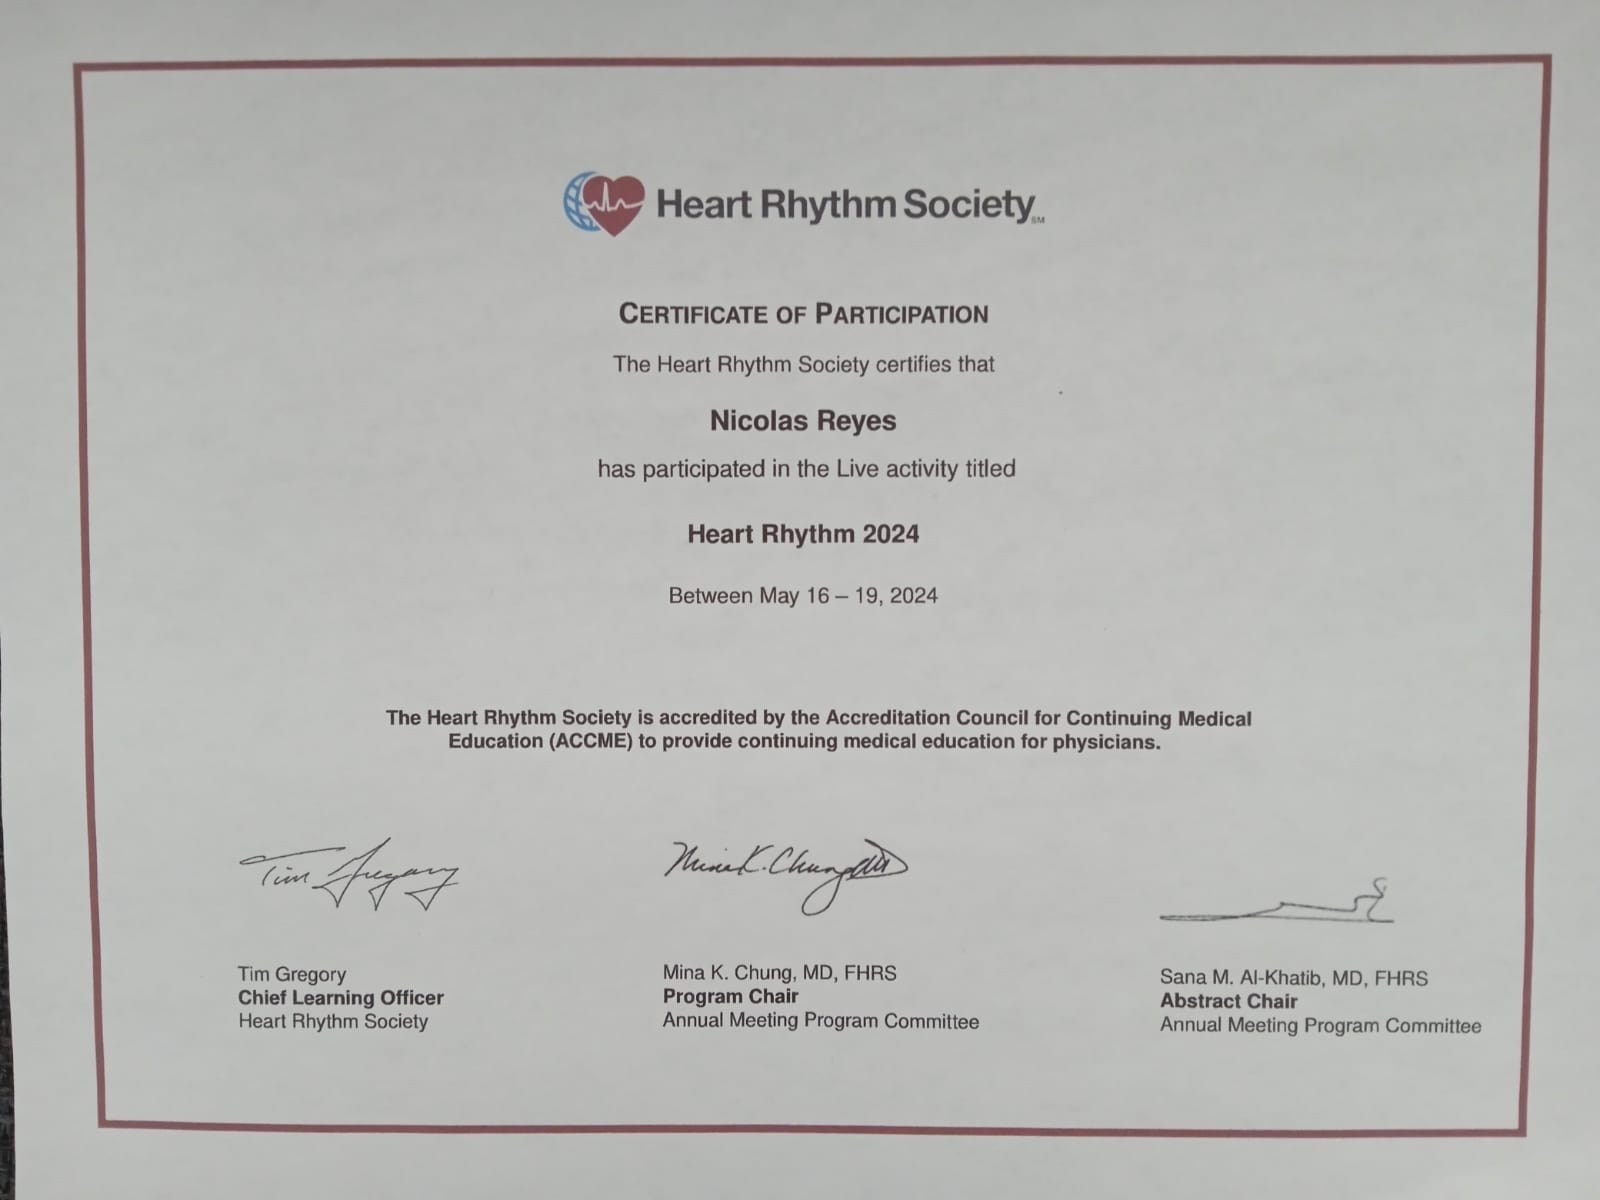 Heart Rhythm Society SM
CERTIFICATE OF PARTICIPATION
The Heart Rhythm Society certifies that
Nicolas Reyes
has participated in the Live activity titled
Heart Rhythm 2024
Between May 16 – 19, 2024
The Heart Rhythm Society is accredited by the Accreditation Council for Continuing Medical
Education (ACCME) to provide continuing medical education for physicians.
Tim Gregory
Mina K. Chung
Tim Gregory
Chief Learning Officer
Heart Rhythm Society
Mina K. Chung, MD, FHRS
Program Chair
Annual Meeting Program Committee
Sana M. Al-Khatib, MD, FHRS
Abstract Chair
Annual Meeting Program Committee